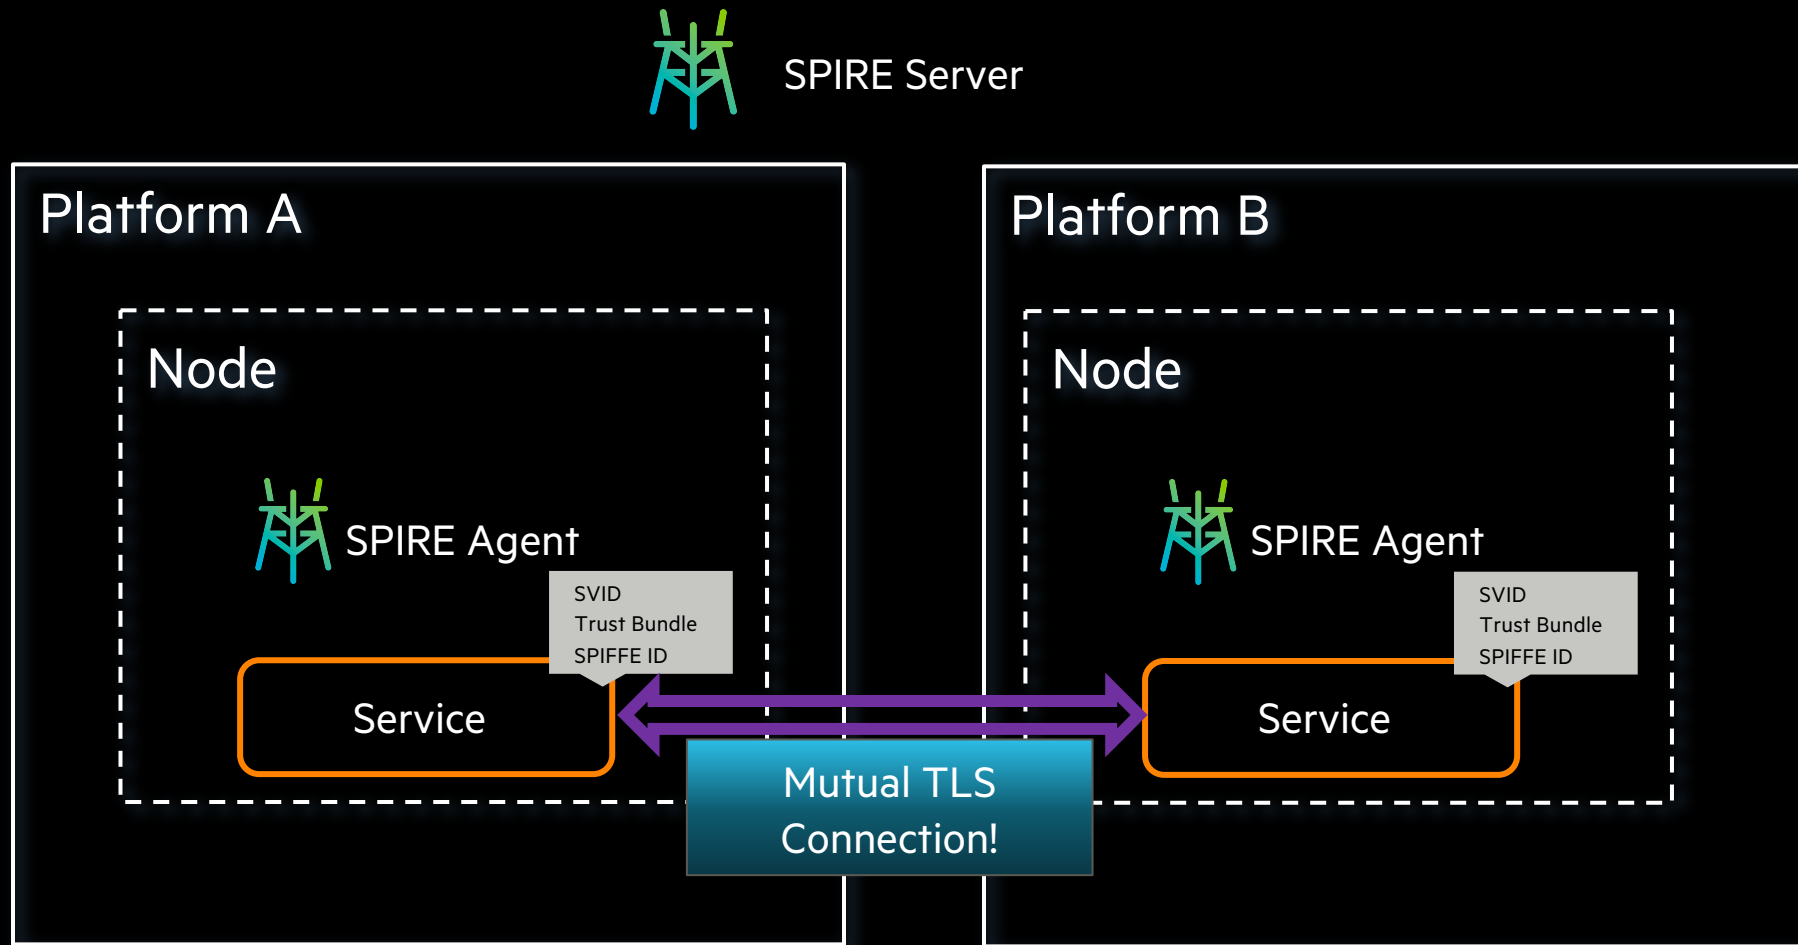 SPIRE Server
Platform A
Node
SPIRE Agent
SVID
Trust Bundle
SPIFFE ID
Service
Platform B
Node
SPIRE Agent
SVID
Trust Bundle
SPIFFE ID
Service
Mutual TLS
Connection!